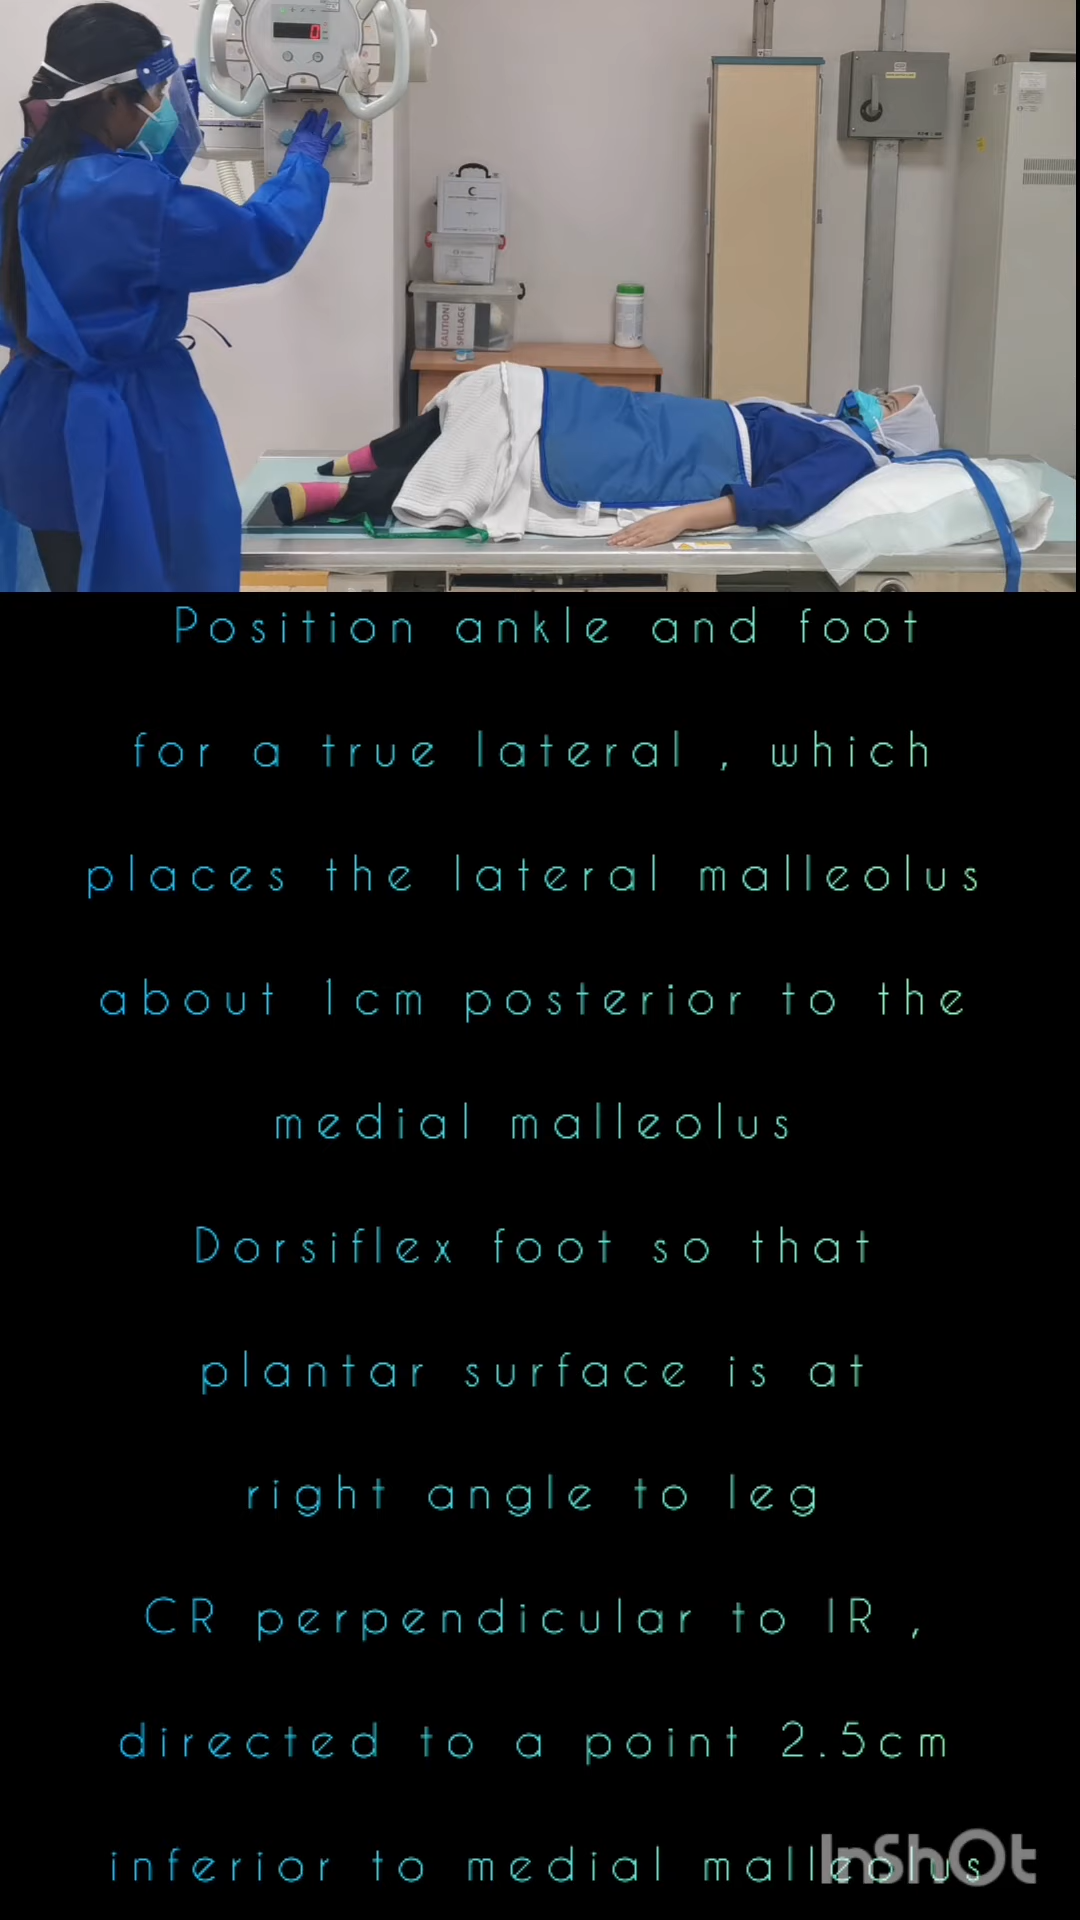 CAUTION!
SPILLAGE
Position ankle and foot
for a true lateral , which
places the lateral malleolus
about 1cm posterior to the
medial malleolus
Dorsiflex foot so that
plantar surface is at
right angle to leg
CR perpendicular to IR ,
directed to a point 2.5cm
inferior to medial malleolus
InShOt